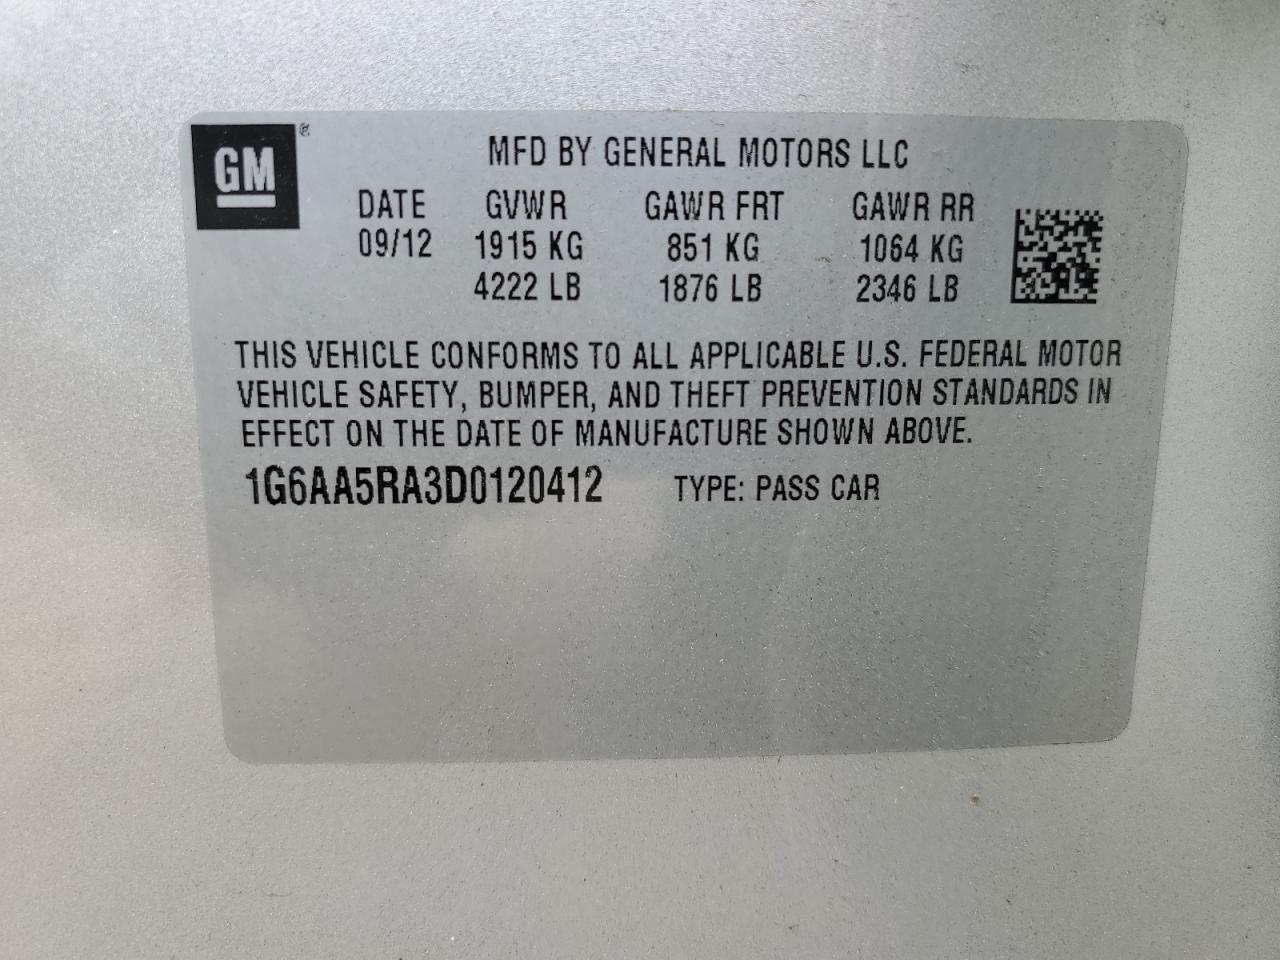 GM®
MFD BY GENERAL MOTORS LLC
DATE GVWR GAWR FRT GAWR RR
09/12 1915 KG 851 KG 1064 KG
4222 LB 1876 LB 2346 LB
THIS VEHICLE CONFORMS TO ALL APPLICABLE U.S. FEDERAL MOTOR
VEHICLE SAFETY, BUMPER, AND THEFT PREVENTION STANDARDS IN
EFFECT ON THE DATE OF MANUFACTURE SHOWN ABOVE.
1G6AA5RA3D0120412 TYPE: PASS CAR